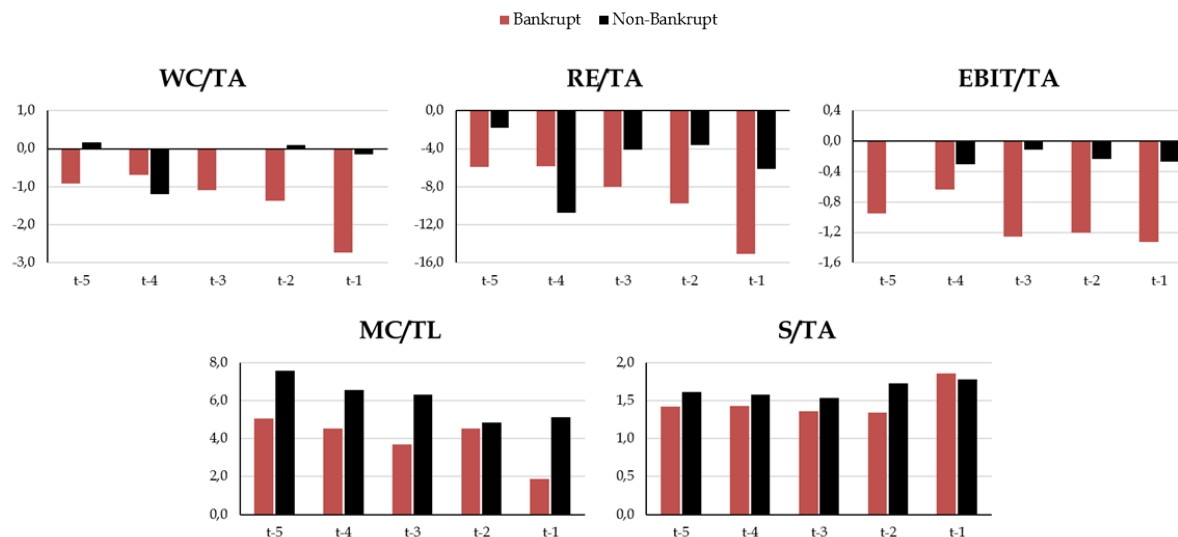 Bankrupt Non-Bankrupt
WC/TA
1,0
0,0
-1,0
-2,0
-3,0
t-5 t-4 t-3 t-2 t-1
RE/TA
0,0
-4,0
-8,0
-12,0
-16,0
t-5 t-4 t-3 t-2 t-1
EBIT/TA
0,4
0,0
-0,4
-0,8
-1,2
-1,6
t-5 t-4 t-3 t-2 t-1
MC/TL
8,0
6,0
4,0
2,0
0,0
t-5 t-4 t-3 t-2 t-1
S/TA
2,0
1,5
1,0
0,5
0,0
t-5 t-4 t-3 t-2 t-1